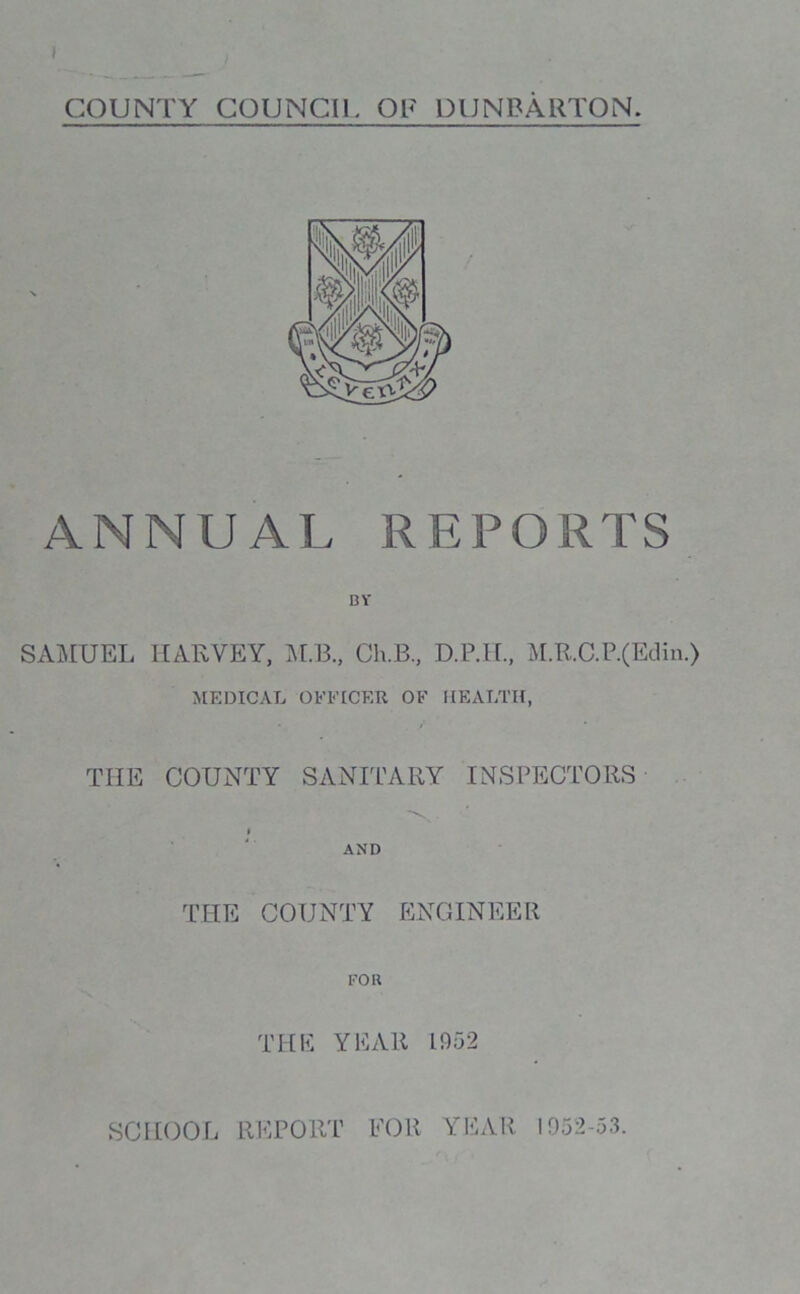 COUNTY COUNCIL OF DUNBARTON.
ANNUAL REPORTS
BY
SAMUEL HARVEY, M.B., Ch.B., D.P.H., M.R.C.P.(Edin.)
MEDICAL OFFICER OF HEALTH,
THE COUNTY SANITARY INSPECTORS
AND
THE COUNTY ENGINEER
FOR
THE YEAR 1952
SCHOOL REPORT FOR YEAR 1952-53.